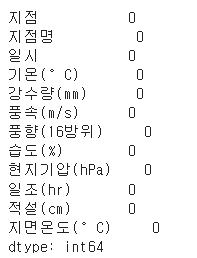 지점 0
지점명 0
일시 0
기온(°C) 0
강수량(mm) 0
풍속(m/s) 0
풍향(16방위) 0
습도(%) 0
현지기압(hPa) 0
일조(hr) 0
적설(cm) 0
지면온도(°C) 0
dtype: int64